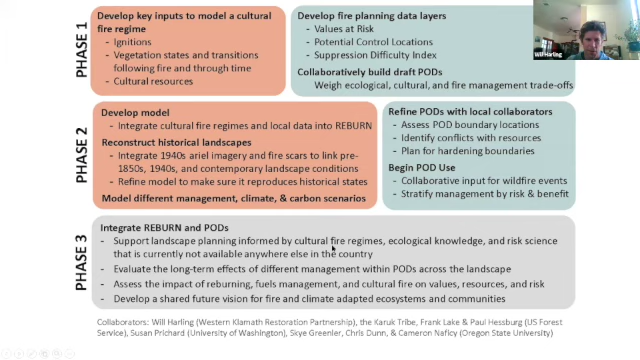 Will Harling
PHASE 1
Develop key inputs to model a cultural
fire regime
- Ignitions
- Vegetation states and transitions
following fire and through time
- Cultural resources
Develop fire planning data layers
- Values at Risk
- Potential Control Locations
- Suppression Difficulty Index
Collaboratively build draft PODs
Weigh ecological, cultural, and fire management trade-offs
PHASE 2
Develop model
- Integrate cultural fire regimes and local data into REBURN
Reconstruct historical landscapes
- Integrate 1940s ariel imagery and fire scars to link pre-
1850s, 1940s, and contemporary landscape conditions
- Refine model to make sure it reproduces historical states
Model different management, climate, & carbon scenarios
Refine PODs with local collaborators
- Assess POD boundary locations
- Identify conflicts with resources
- Plan for hardening boundaries
Begin POD Use
- Collaborative input for wildfire events
- Stratify management by risk & benefit
PHASE 3
Integrate REBURN and PODs
- Support landscape planning informed by cultural fire regimes, ecological knowledge, and risk science
that is currently not available anywhere else in the country
- Evaluate the long-term effects of different management within PODs across the landscape
- Assess the impact of reburning, fuels management, and cultural fire on values, resources, and risk
- Develop a shared future vision for fire and climate adapted ecosystems and communities
Collaborators: Will Harling (Western Klamath Restoration Partnership), the Karuk Tribe, Frank Lake & Paul Hessburg (US Forest
Service), Susan Prichard (University of Washington), Skye Greenler, Chris Dunn, & Cameron Naficy (Oregon State University)